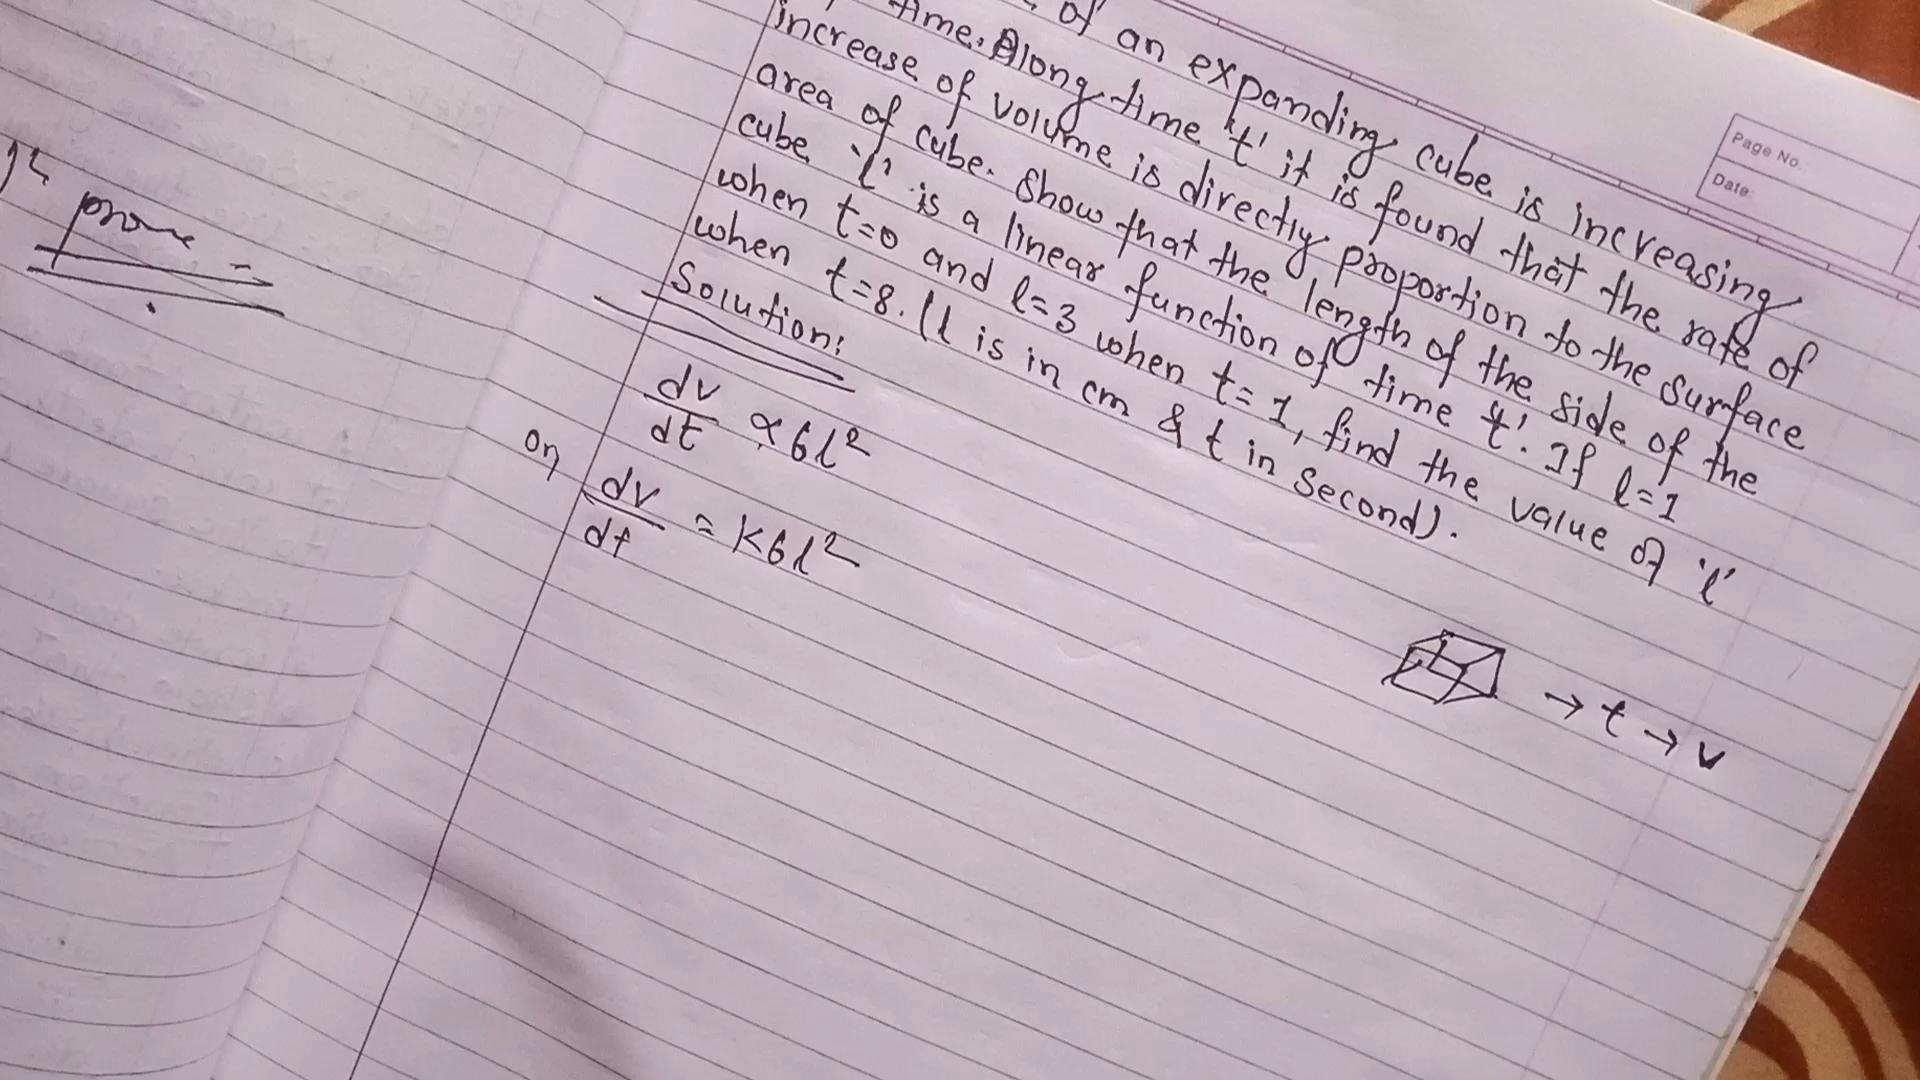 of an expanding cube is increasing
time. Along time 't' it is found that the rate of
increase of volume is directly proportion to the surface
area of cube. Show that the length of the side of the
cube 'l' is a linear function of time 't'. If l=1
when t=0 and l=3 when t=1, find the value of 'l'
when t=8. (l is in cm & t in second).
Solution:
dv/dt ∝ 6l²
or, dv/dt = K6l²
→ t → v
Page No.
Date:
prove